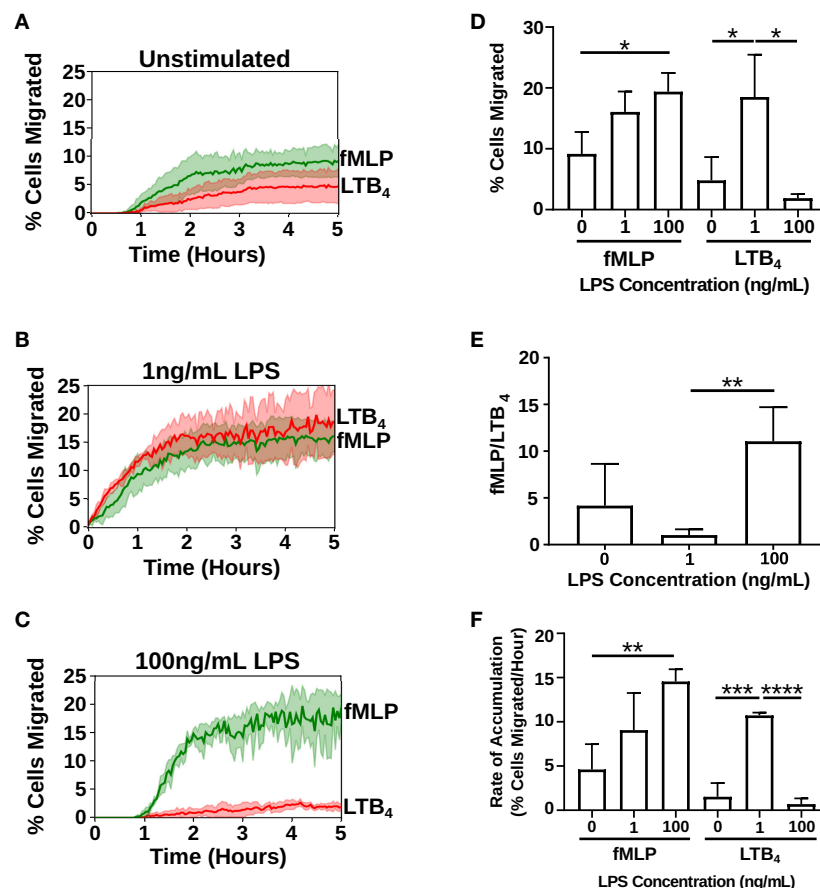 A
Unstimulated
% Cells Migrated
25
20
15
10
5
0
fMLP
LTB4
0 1 2 3 4 5
Time (Hours)
B
1ng/mL LPS
% Cells Migrated
25
20
15
10
5
0
LTB4
fMLP
0 1 2 3 4 5
Time (Hours)
C
100ng/mL LPS
% Cells Migrated
25
20
15
10
5
0
fMLP
LTB4
0 1 2 3 4 5
Time (Hours)
D
% Cells Migrated
30
20
10
0
* * *
0 1 100 0 1 100
fMLP LTB4
LPS Concentration (ng/mL)
E
fMLP/LTB4
20
15
10
5
0
**
0 1 100
LPS Concentration (ng/mL)
F
Rate of Accumulation
(% Cells Migrated/Hour)
20
15
10
5
0
** *** ****
0 1 100 0 1 100
fMLP LTB4
LPS Concentration (ng/mL)